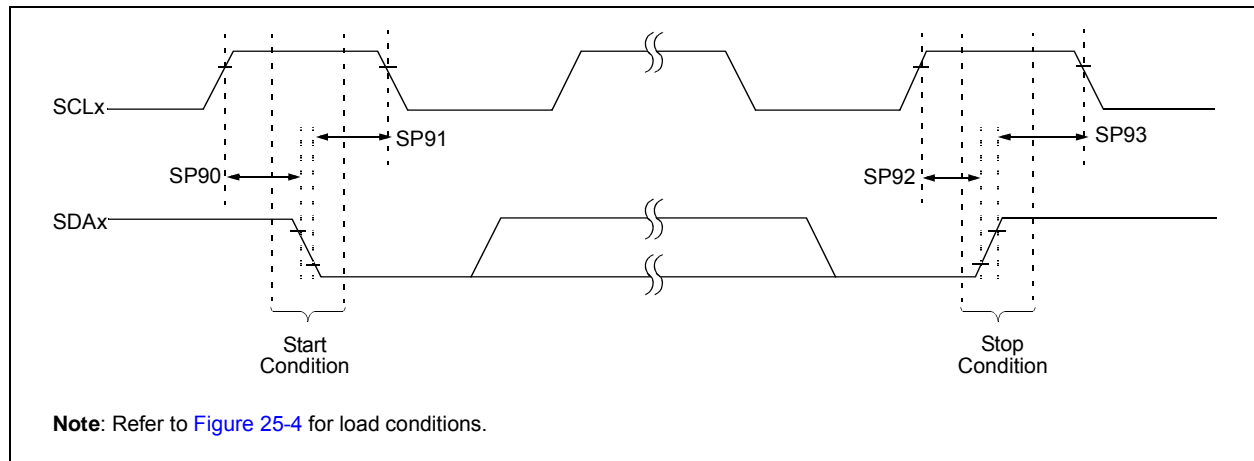 SCLx
SP91
SP93
SP90
SP92
SDAx
Start
Condition
Stop
Condition
Note: Refer to Figure 25-4 for load conditions.